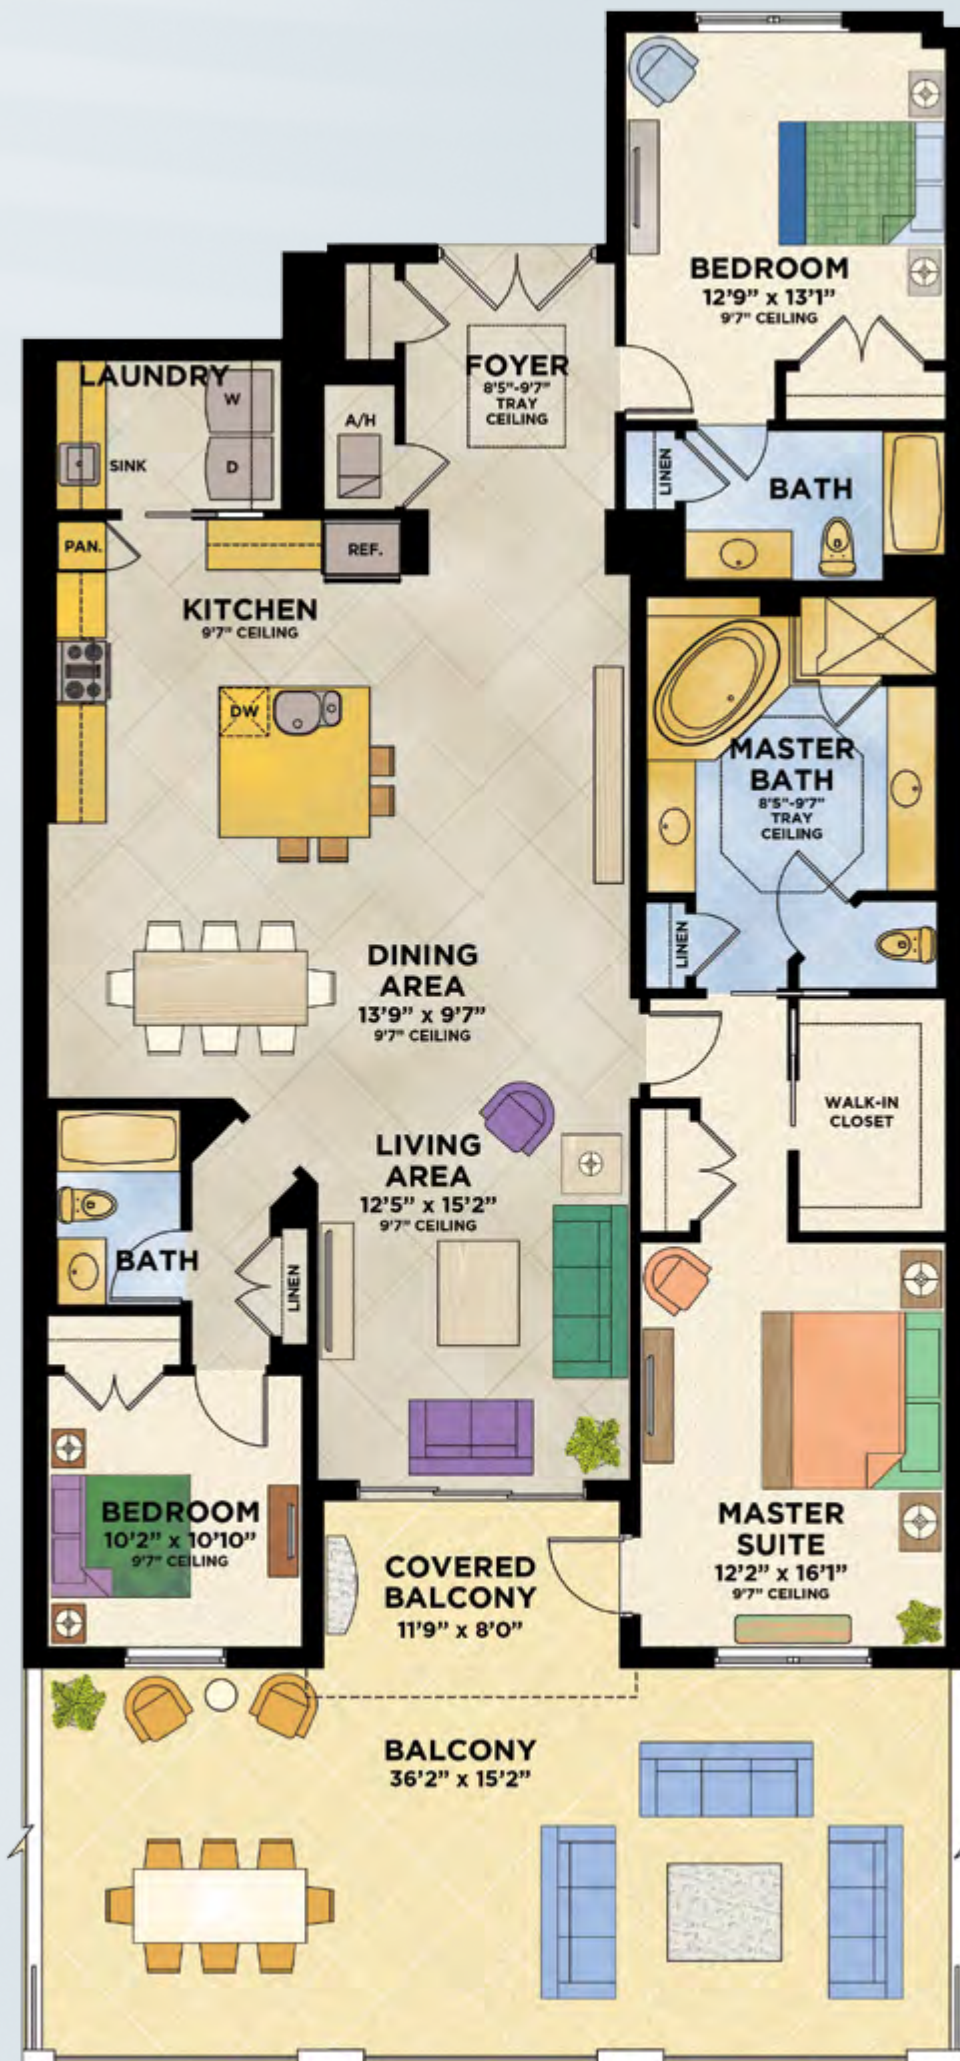 BEDROOM
12'9" x 13'1"
9'7" CEILING
FOYER
8'5"-9'7"
TRAY
CEILING
LAUNDRY
W
D
SINK
A/H
LINEN
BATH
PAN.
REF.
KITCHEN
9'7" CEILING
DW
MASTER
BATH
8'5"-9'7"
TRAY
CEILING
LINEN
DINING
AREA
13'9" x 9'7"
9'7" CEILING
WALK-IN
CLOSET
LIVING
AREA
12'5" x 15'2"
9'7" CEILING
BATH
LINEN
BEDROOM
10'2" x 10'10"
9'7" CEILING
MASTER
SUITE
12'2" x 16'1"
9'7" CEILING
COVERED
BALCONY
11'9" x 8'0"
BALCONY
36'2" x 15'2"